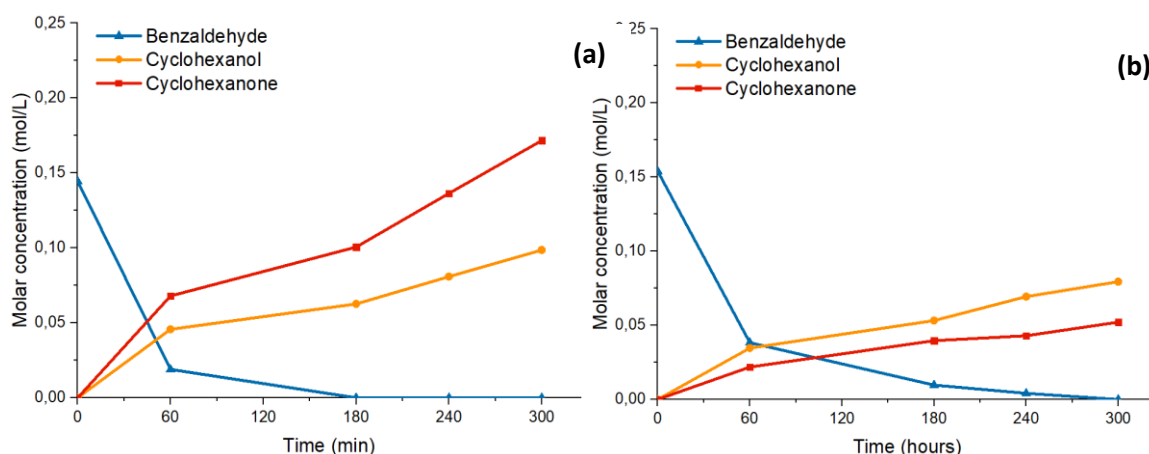 0,25
Benzaldehyde
Cyclohexanol
Cyclohexanone
(a)
0,20
0,15
0,10
0,05
0,00
Molar concentration (mol/L)
0 60 120 180 240 300
Time (min)
0,25
Benzaldehyde
Cyclohexanol
Cyclohexanone
(b)
0,20
0,15
0,10
0,05
0,00
Molar concentration (mol/L)
0 60 120 180 240 300
Time (hours)